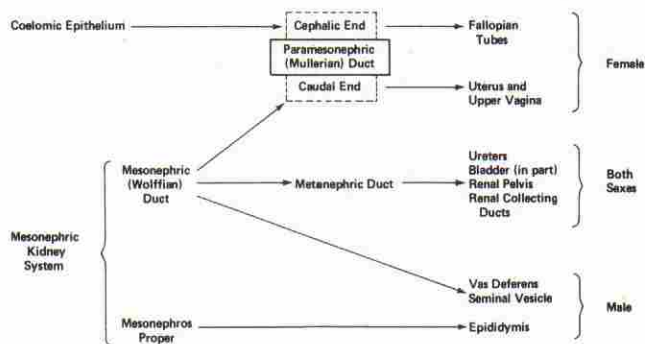 Coelomic Epithelium
Cephalic End
Fallopian
Tubes
Paramesonephric
(Mullerian) Duct
Female
Caudal End
Uterus and
Upper Vagina
Mesonephric
(Wolffian)
Duct
Metanephric Duct
Ureters
Bladder (in part)
Renal Pelvis
Renal Collecting
Ducts
Both
Sexes
Mesonephric
Kidney
System
Vas Deferens
Seminal Vesicle
Male
Mesonephros
Proper
Epididymis